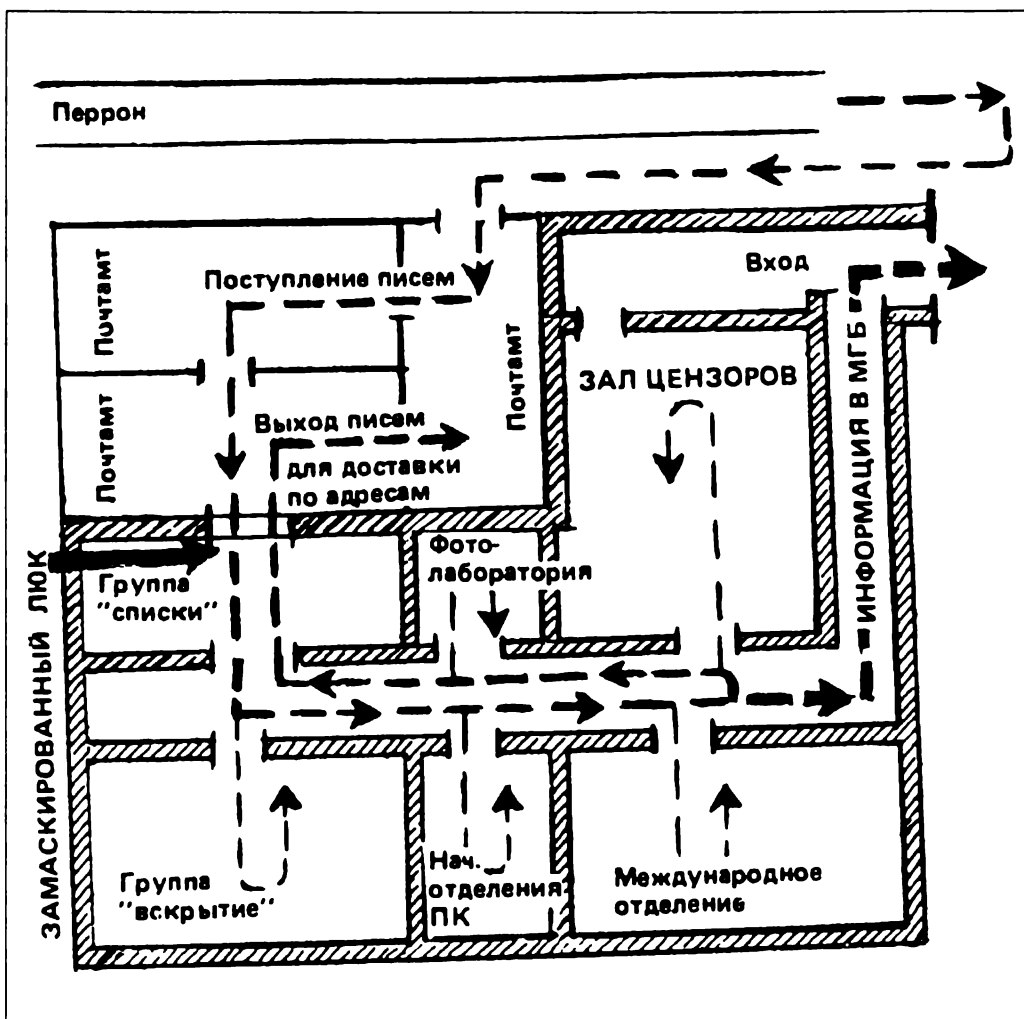 Перрон
Вход
Поступление писем
Почтамт
Почтамт
Почтамт
ЗАЛ ЦЕНЗОРОВ
ИНФОРМАЦИЯ В МГБ
Выход писем
для доставки
по адресам
ЗАМАСКИРОВАННЫЙ ЛЮК
Группа
"списки"
Фото-
лаборатория
Группа
"вскрытие"
Нач.
отделения
ПК
Международное
отделение